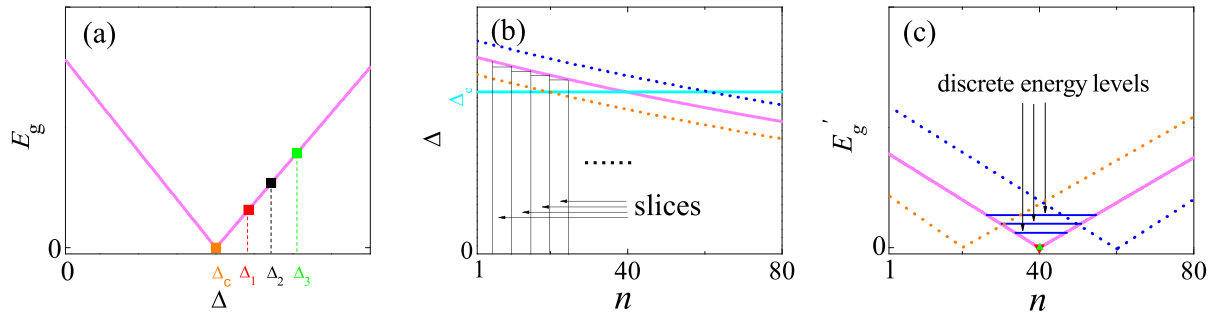 (a)
E_g
0
0
Δ_c
Δ_1
Δ_2
Δ_3
Δ
(b)
Δ_c
Δ
......
slices
1
40
80
n
(c)
discrete energy levels
E_g'
0
1
40
80
n